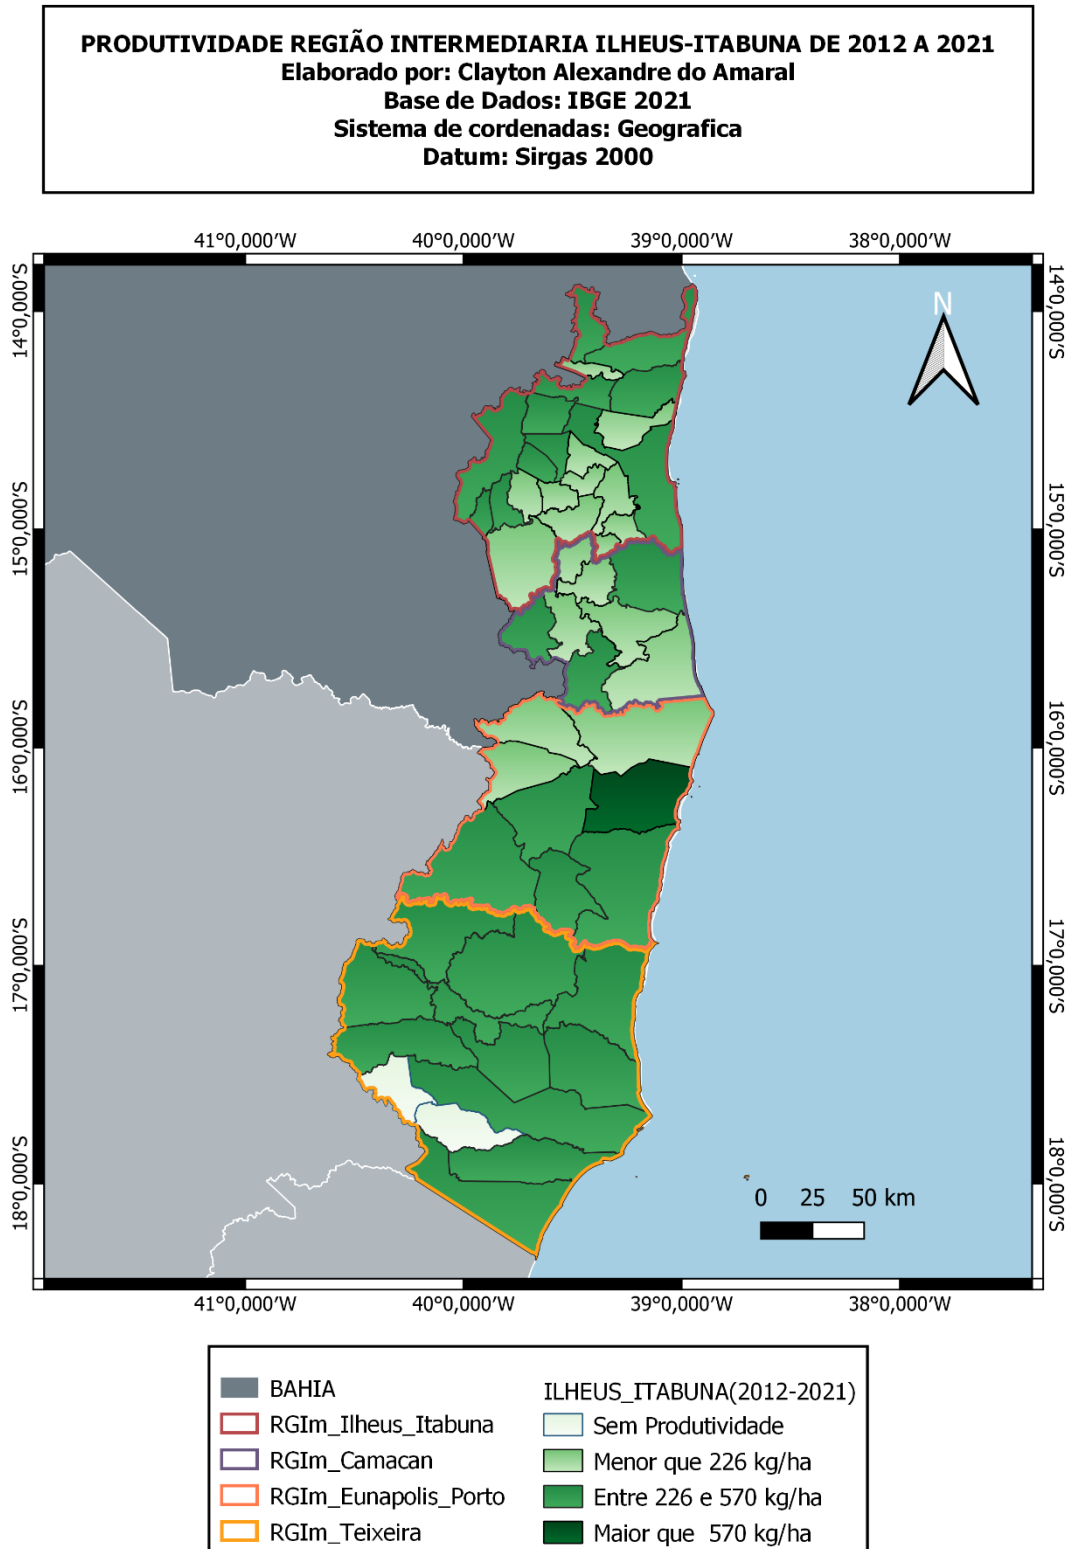 PRODUTIVIDADE REGIÃO INTERMEDIARIA ILHEUS-ITABUNA DE 2012 A 2021
Elaborado por: Clayton Alexandre do Amaral
Base de Dados: IBGE 2021
Sistema de cordenadas: Geografica
Datum: Sirgas 2000
41°0,000'W 40°0,000'W 39°0,000'W 38°0,000'W
14°0,000'S 14°0,000'S
N
15°0,000'S 15°0,000'S
16°0,000'S 16°0,000'S
17°0,000'S 17°0,000'S
18°0,000'S 18°0,000'S
0 25 50 km
41°0,000'W 40°0,000'W 39°0,000'W 38°0,000'W
BAHIA ILHEUS_ITABUNA(2012-2021)
RGIm_Ilheus_Itabuna Sem Produtividade
RGIm_Camacan Menor que 226 kg/ha
RGIm_Eunapolis_Porto Entre 226 e 570 kg/ha
RGIm_Teixeira Maior que 570 kg/ha